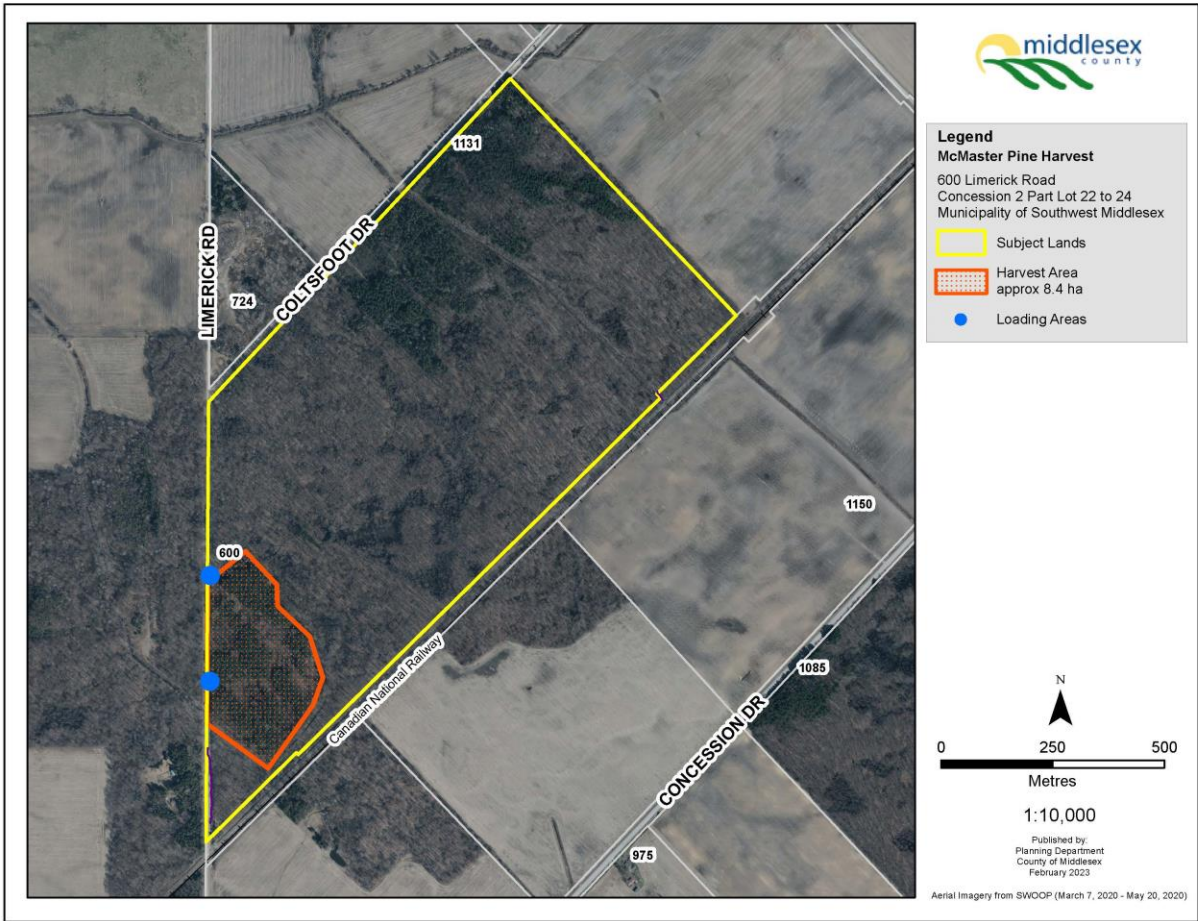 1131
LIMERICK RD
COLTSFOOT DR
724
1150
600
Canadian National Railway
1085
CONCESSION DR
975
middlesex
county
Legend
McMaster Pine Harvest
600 Limerick Road
Concession 2 Part Lot 22 to 24
Municipality of Southwest Middlesex
Subject Lands
Harvest Area
approx 8.4 ha
Loading Areas
N
0 250 500
Metres
1:10,000
Published by:
Planning Department
County of Middlesex
February 2023
Aerial Imagery from SWOOP (March 7, 2020 - May 20, 2020)